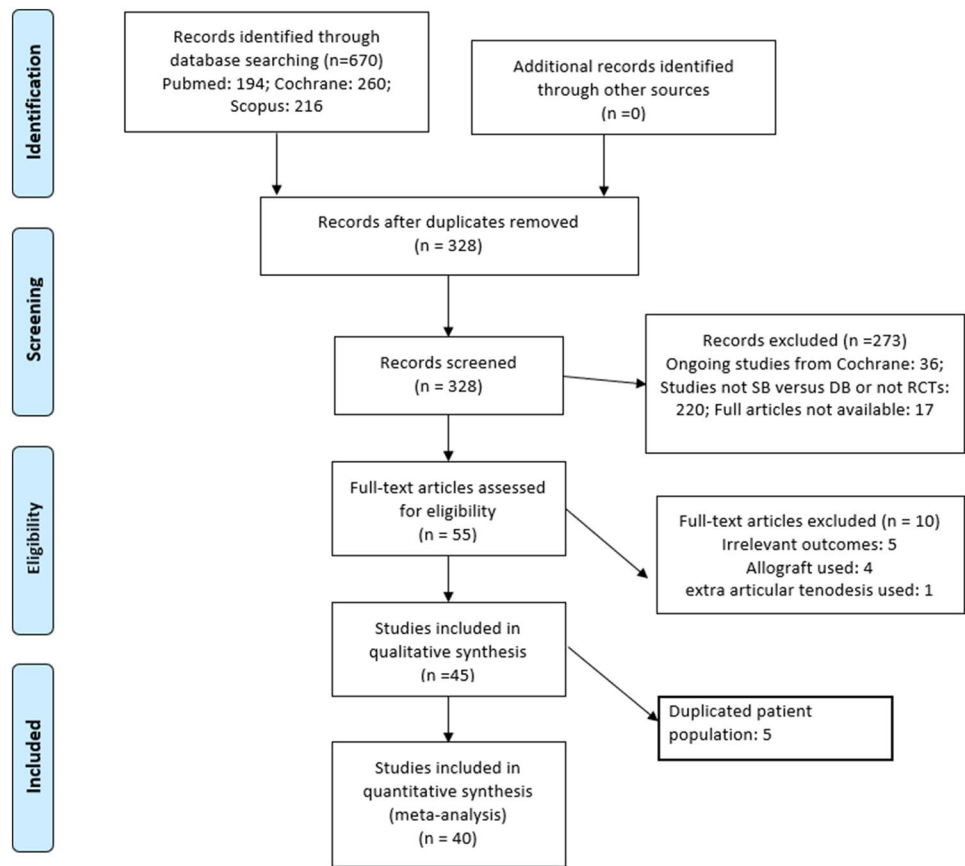 Identification
Records identified through
database searching (n=670)
Pubmed: 194; Cochrane: 260;
Scopus: 216
Additional records identified
through other sources
(n =0)
Records after duplicates removed
(n = 328)
Screening
Records screened
(n = 328)
Records excluded (n =273)
Ongoing studies from Cochrane: 36;
Studies not SB versus DB or not RCTs:
220; Full articles not available: 17
Eligibility
Full-text articles assessed
for eligibility
(n = 55)
Full-text articles excluded (n = 10)
Irrelevant outcomes: 5
Allograft used: 4
extra articular tenodesis used: 1
Studies included in
qualitative synthesis
(n =45)
Included
Duplicated patient
population: 5
Studies included in
quantitative synthesis
(meta-analysis)
(n = 40)